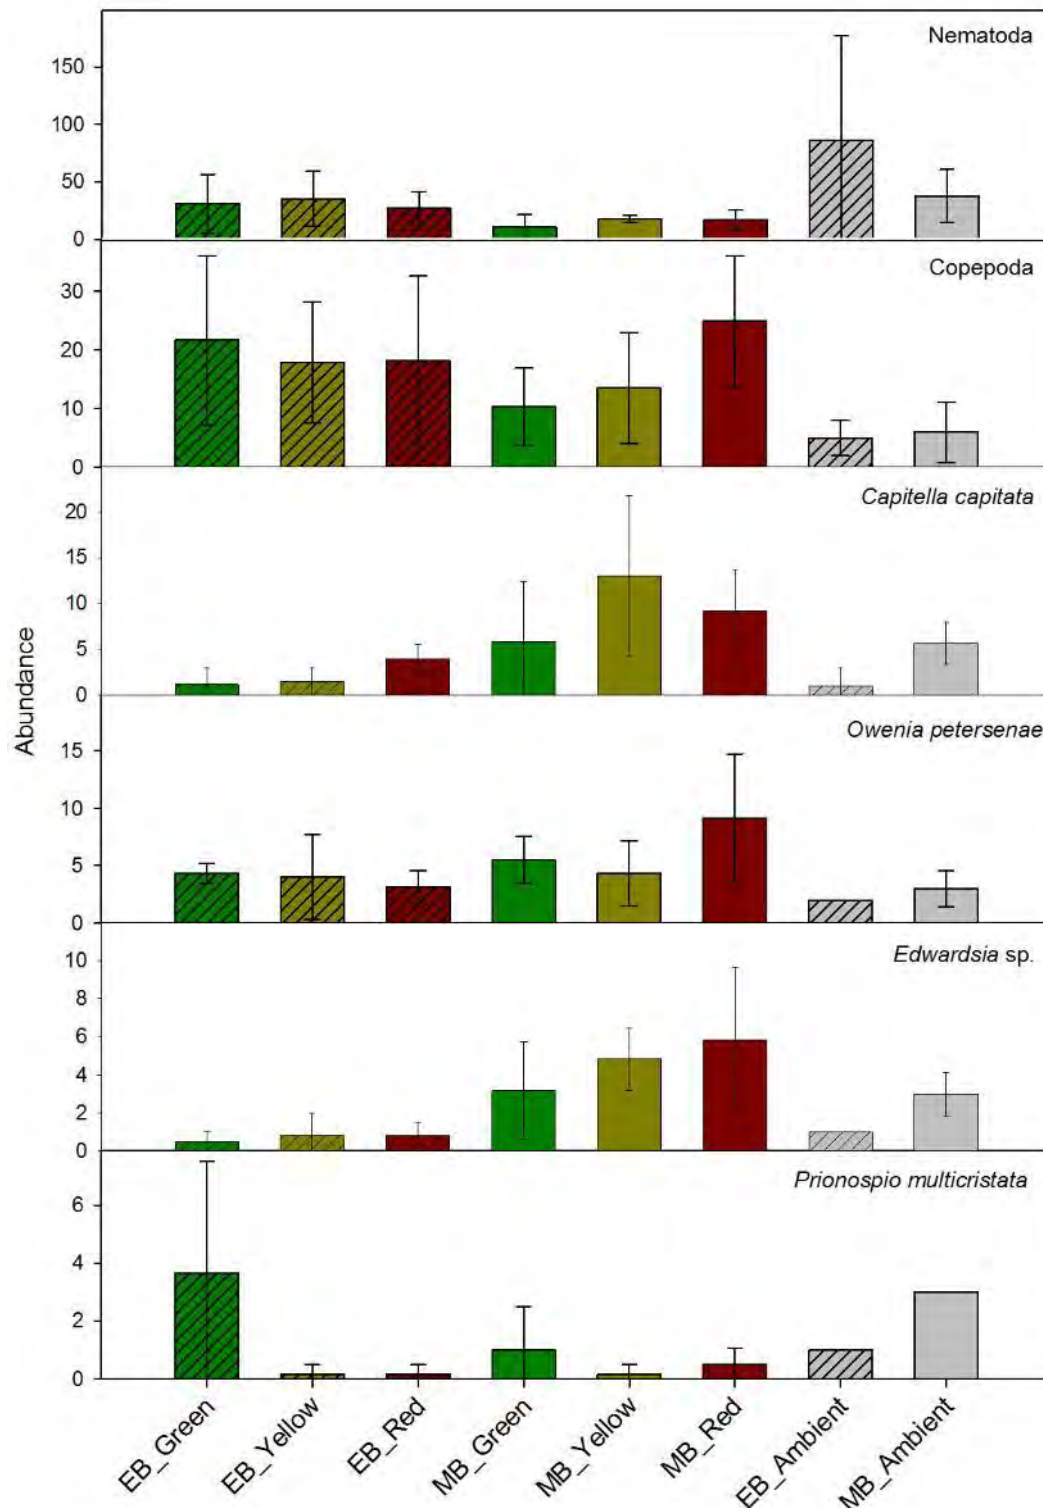 Nematoda
150
100
50
0
Copepoda
30
20
10
0
Capitella capitata
20
15
10
5
0
Abundance
Owenia petersenae
15
10
5
0
Edwardsia sp.
10
8
6
4
2
0
Prionospio multicristata
6
4
2
0
EB_Green
EB_Yellow
EB_Red
MB_Green
MB_Yellow
MB_Red
EB_Ambient
MB_Ambient